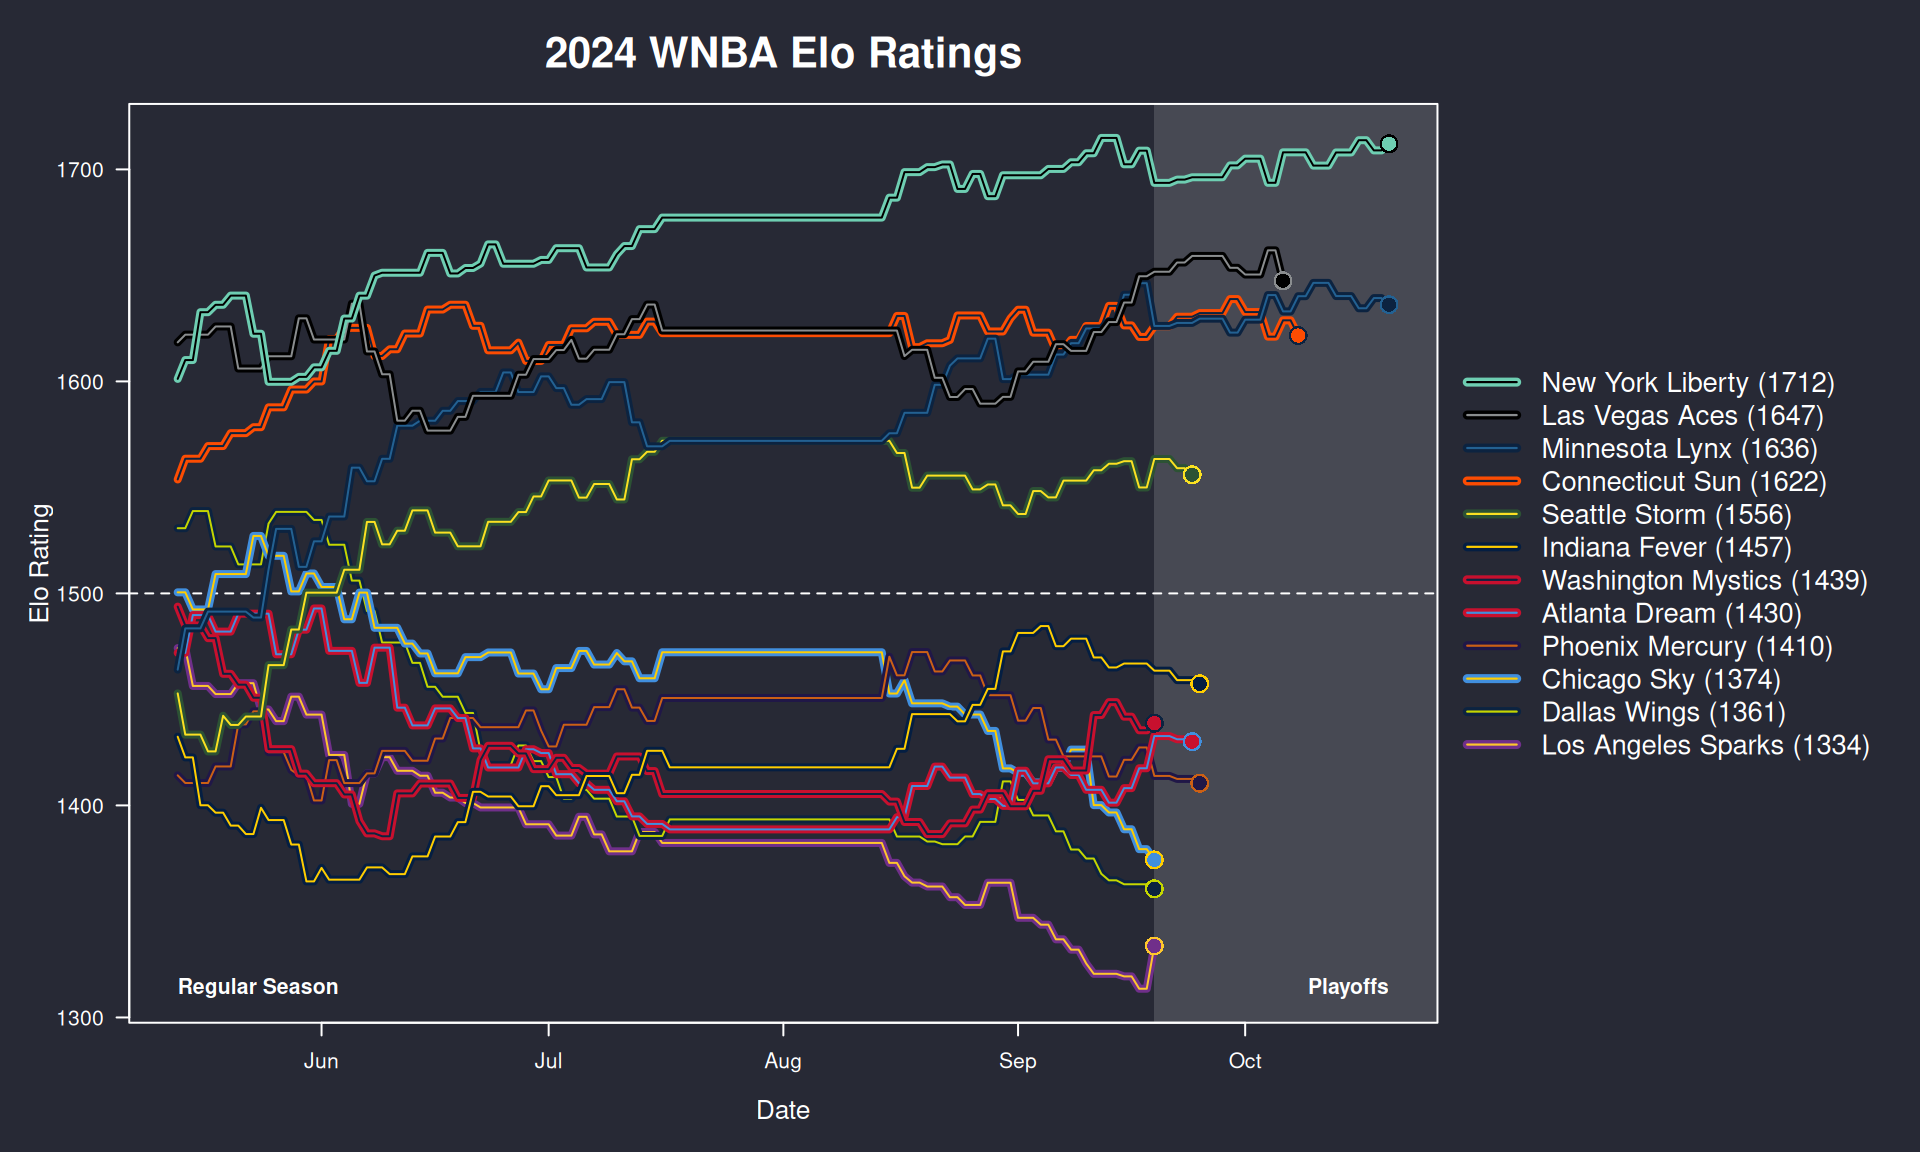 2024 WNBA Elo Ratings
Elo Rating
1700
1600
1500
1400
1300
Regular Season
Playoffs
Jun
Jul
Aug
Sep
Oct
Date
New York Liberty (1712)
Las Vegas Aces (1647)
Minnesota Lynx (1636)
Connecticut Sun (1622)
Seattle Storm (1556)
Indiana Fever (1457)
Washington Mystics (1439)
Atlanta Dream (1430)
Phoenix Mercury (1410)
Chicago Sky (1374)
Dallas Wings (1361)
Los Angeles Sparks (1334)